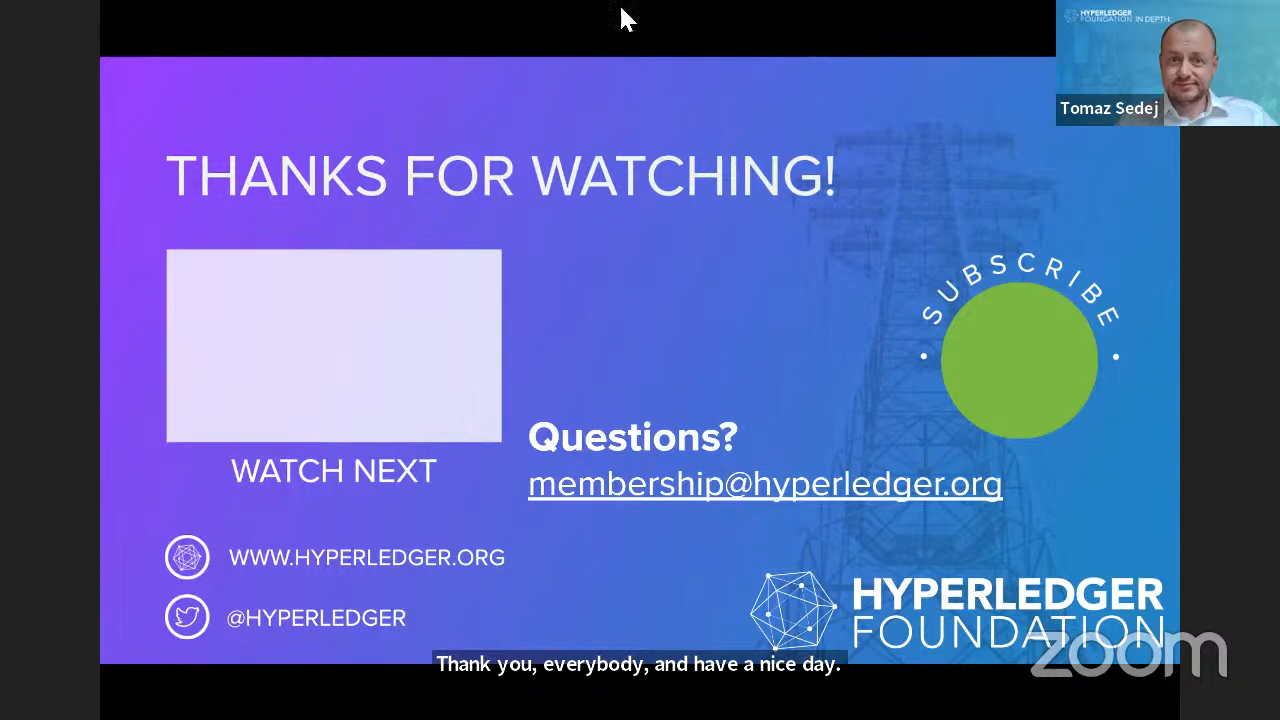 HYPERLEDGER
FOUNDATION IN DEPTH:
Tomaz Sedej
THANKS FOR WATCHING!
SUBSCRIBE
Questions?
membership@hyperledger.org
WATCH NEXT
WWW.HYPERLEDGER.ORG
@HYPERLEDGER
HYPERLEDGER
FOUNDATION
zoom
Thank you, everybody, and have a nice day.